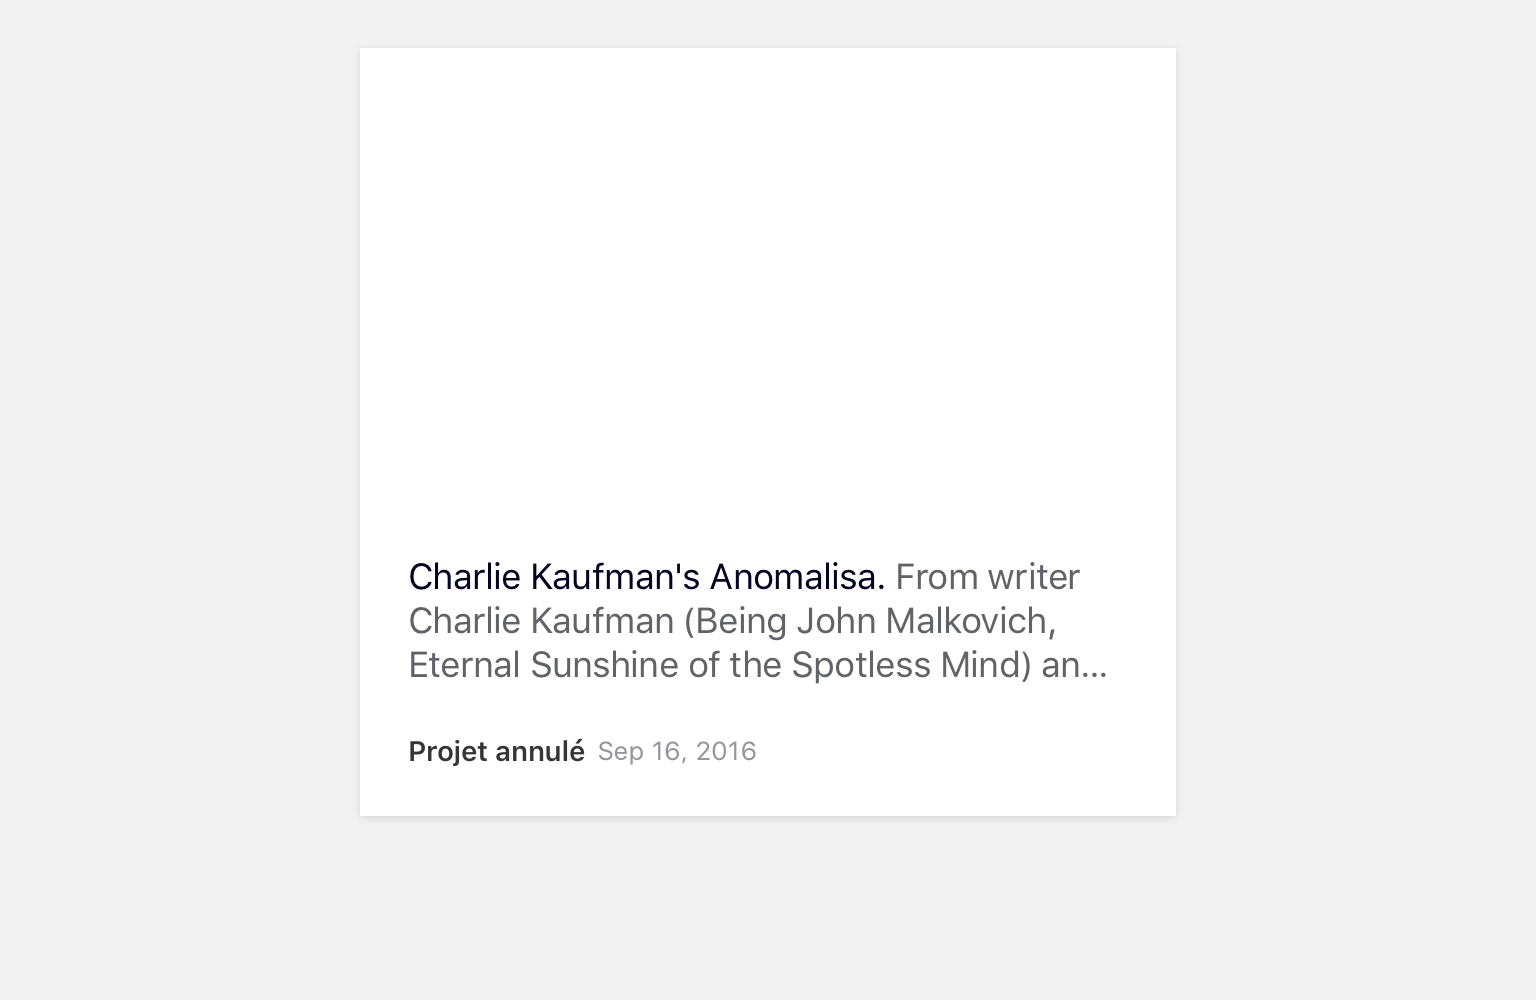 Charlie Kaufman's Anomalisa. From writer
Charlie Kaufman (Being John Malkovich,
Eternal Sunshine of the Spotless Mind) an...
Projet annulé Sep 16, 2016